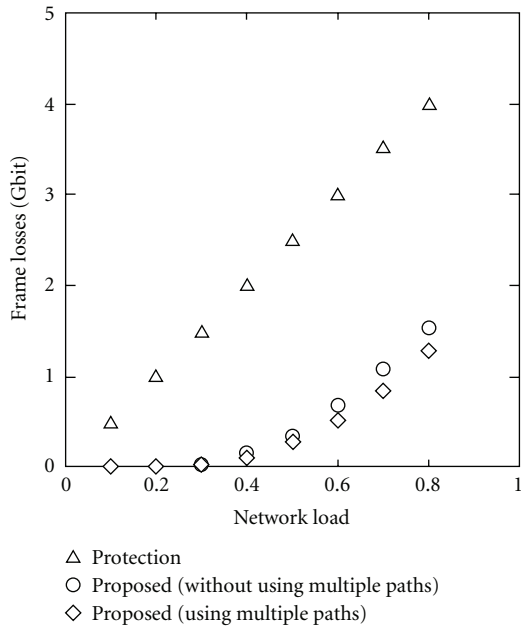 5
4
3
2
1
0
Frame losses (Gbit)
0 0.2 0.4 0.6 0.8 1
Network load
Protection
Proposed (without using multiple paths)
Proposed (using multiple paths)